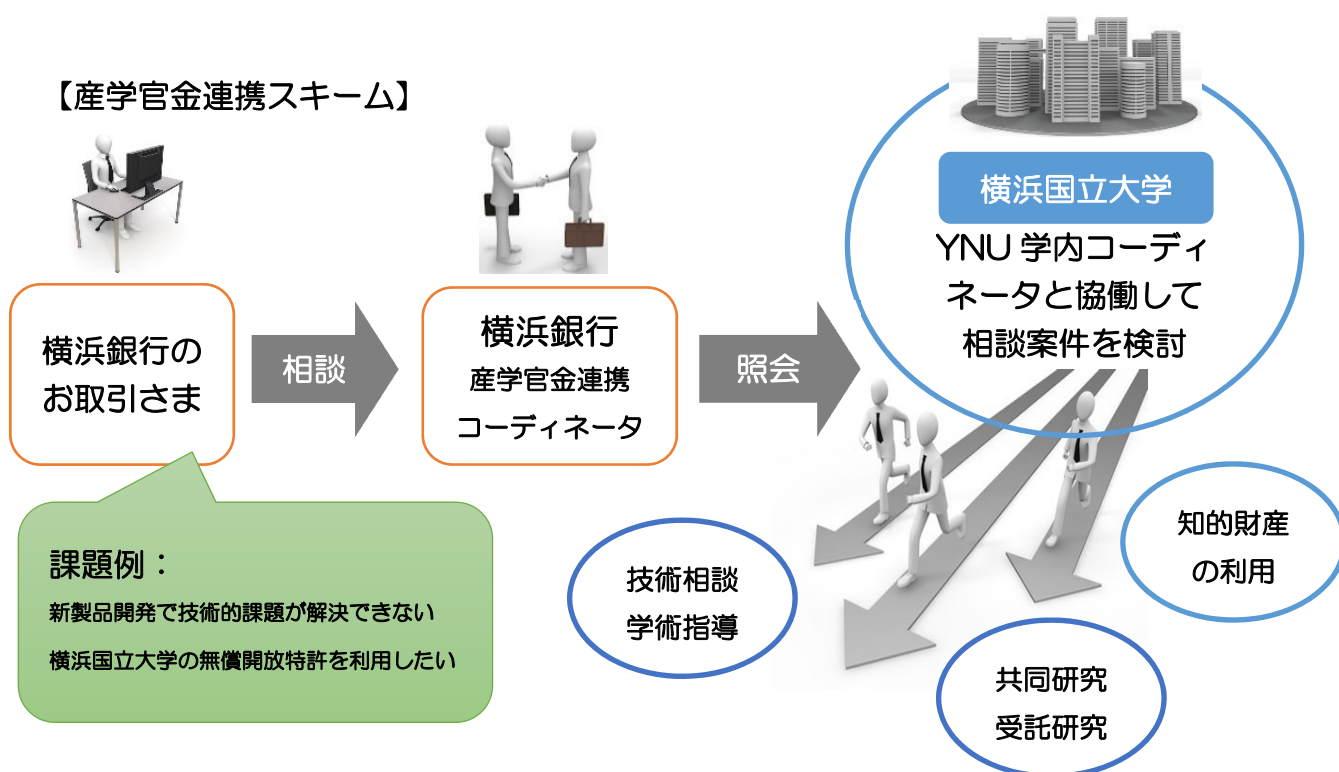 【産学官金連携スキーム】
横浜国立大学
YNU 学内コーディ
ネータと協働して
相談案件を検討
横浜銀行の
お取引さま
相談
横浜銀行
産学官金連携
コーディネータ
照会
課題例：
新製品開発で技術的課題が解決できない
横浜国立大学の無償開放特許を利用したい
技術相談
学術指導
共同研究
受託研究
知的財産
の利用